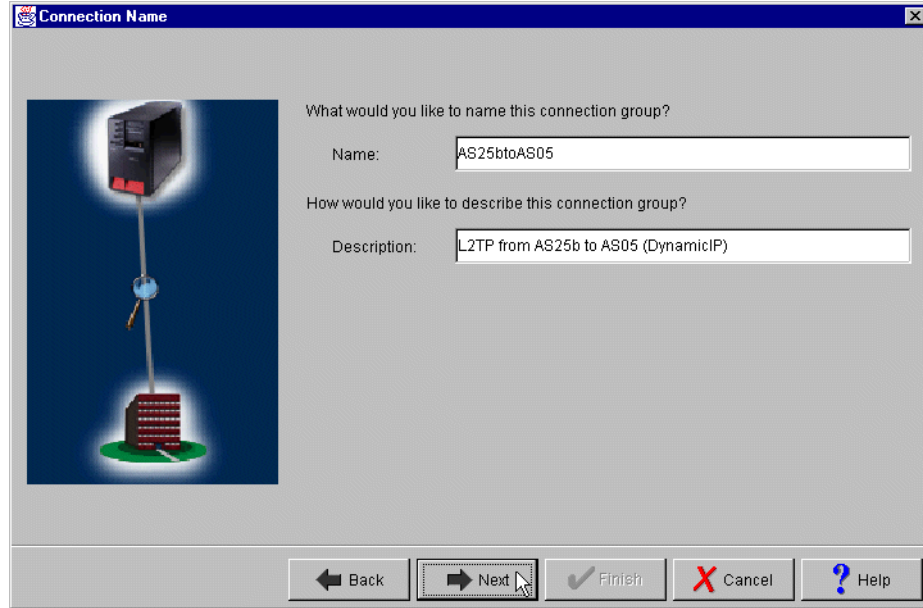 Connection Name
What would you like to name this connection group?
Name: AS25btoAS05
How would you like to describe this connection group?
Description: L2TP from AS25b to AS05 (DynamicIP)
Back Next Finish Cancel ? Help